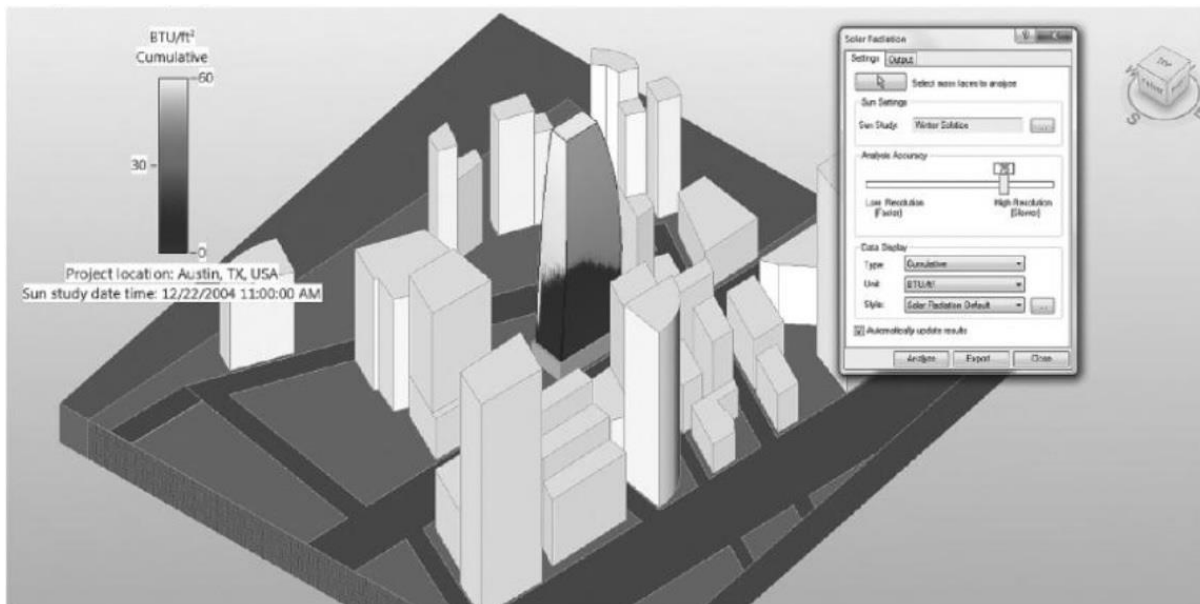 BTU/ft²
Cumulative
60
30
0
Project location: Austin, TX, USA
Sun study date time: 12/22/2004 11:00:00 AM
Solar Radiation
Settings Output
Select mass faces to analyze
Sun Settings
Sun Study: Winter Solstice ...
Analysis Accuracy
75
Low Resolution High Resolution
(Faster) (Slower)
Data Display
Type: Cumulative
Unit: BTU/ft²
Style: Solar Radiation Default ...
Automatically update results
Analyze Export Close
TOP
W
S